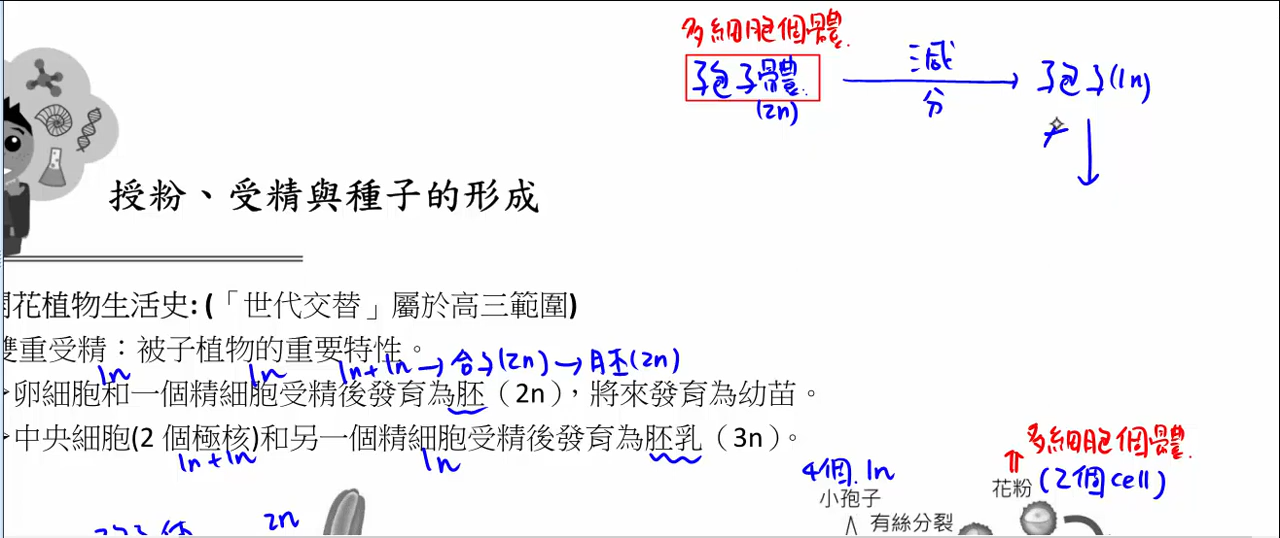 多細胞個體
孢子體 減 孢子(1n)
(2n) 分
授粉、受精與種子的形成
開花植物生活史: (「世代交替」屬於高三範圍)
雙重受精：被子植物的重要特性。
1n 1n 1n+1n→合子(2n)→胚(2n)
卵細胞和一個精細胞受精後發育為胚（2n），將來發育為幼苗。
中央細胞(2 個極核)和另一個精細胞受精後發育為胚乳（3n）。
1n+1n 1n
多細胞個體
4個.1n 花粉 (2個cell)
小孢子
2n 有絲分裂